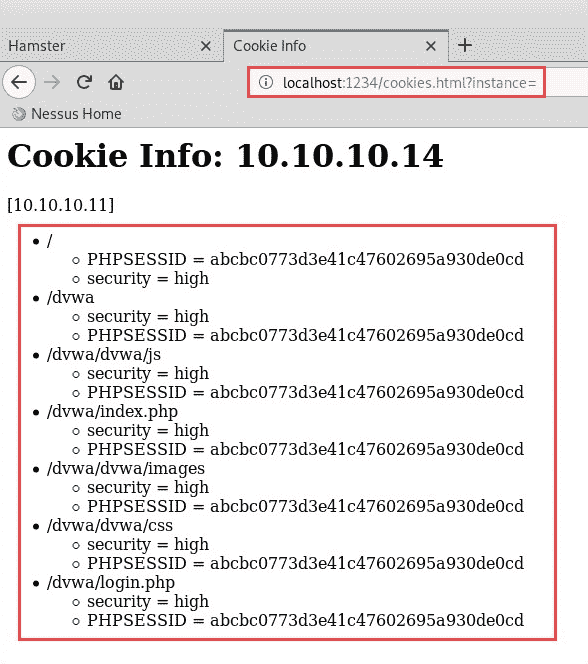 Hamster
Cookie Info
localhost:1234/cookies.html?instance=
Nessus Home
Cookie Info: 10.10.10.14
[10.10.10.11]
/
PHPSESSID = abcbc0773d3e41c47602695a930de0cd
security = high
/dvwa
security = high
PHPSESSID = abcbc0773d3e41c47602695a930de0cd
/dvwa/dvwa/js
security = high
PHPSESSID = abcbc0773d3e41c47602695a930de0cd
/dvwa/index.php
security = high
PHPSESSID = abcbc0773d3e41c47602695a930de0cd
/dvwa/dvwa/images
security = high
PHPSESSID = abcbc0773d3e41c47602695a930de0cd
/dvwa/dvwa/css
security = high
PHPSESSID = abcbc0773d3e41c47602695a930de0cd
/dvwa/login.php
security = high
PHPSESSID = abcbc0773d3e41c47602695a930de0cd